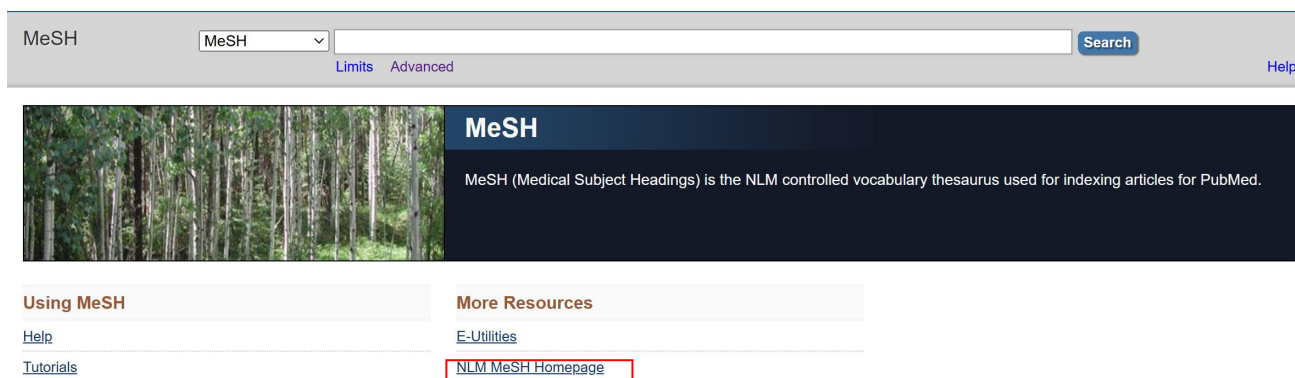 MeSH
MeSH
Search
Limits Advanced
Help
MeSH
MeSH (Medical Subject Headings) is the NLM controlled vocabulary thesaurus used for indexing articles for PubMed.
Using MeSH
More Resources
Help
E-Utilities
Tutorials
NLM MeSH Homepage